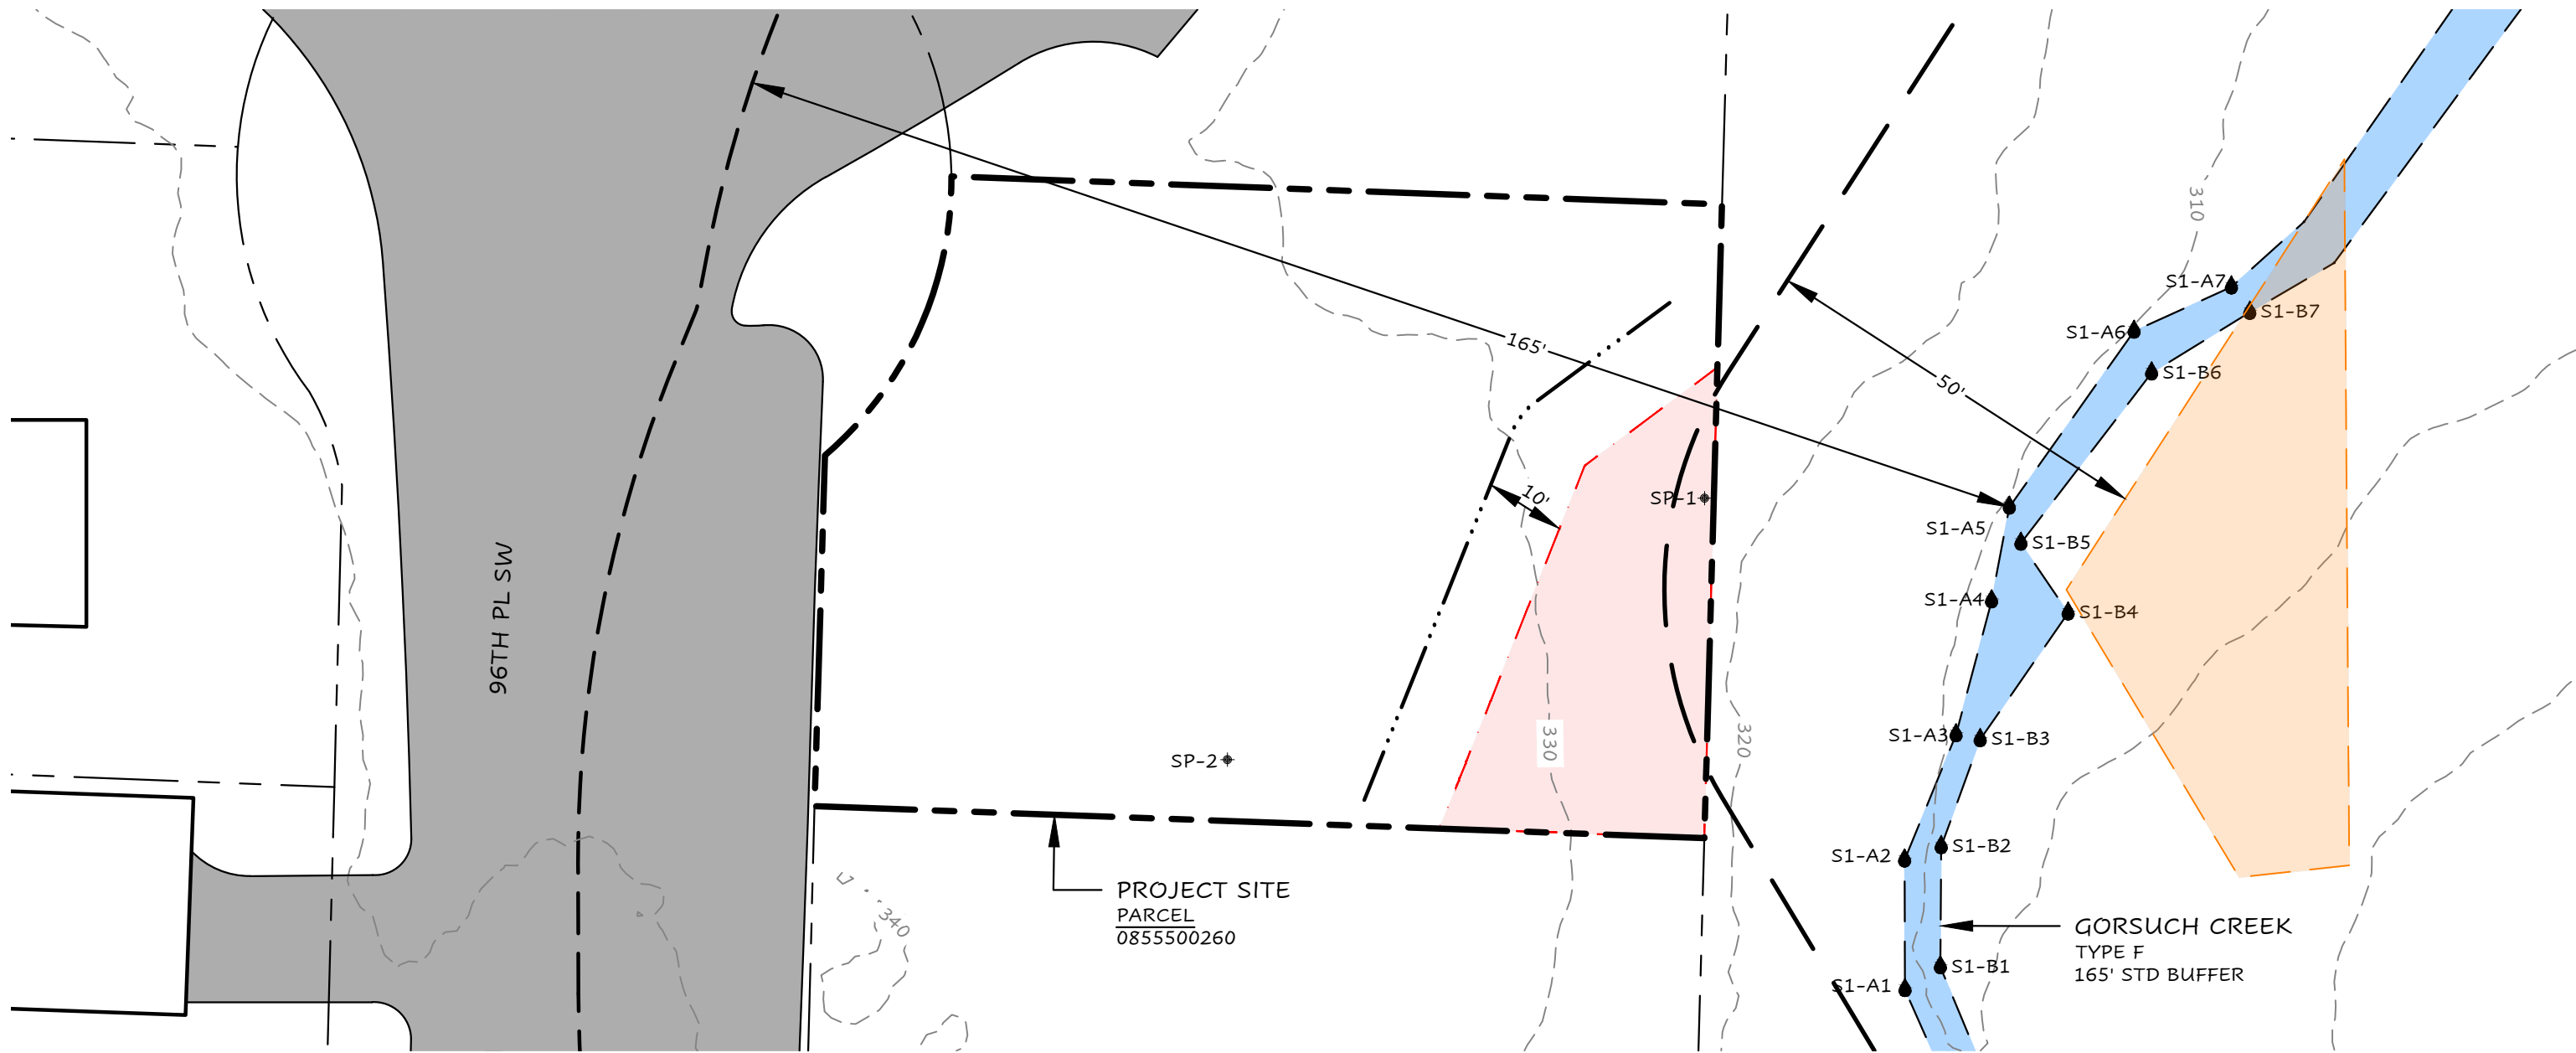 310
S1-A7
S1-B7
S1-A6
165'
S1-B6
50'
10'
SP-1
S1-A5
S1-B5
96TH PL SW
S1-A4
S1-B4
S1-A3
S1-B3
330
320
SP-2
S1-A2
S1-B2
340
PROJECT SITE
PARCEL
0855500260
GORSUCH CREEK
TYPE F
165' STD BUFFER
S1-B1
S1-A1